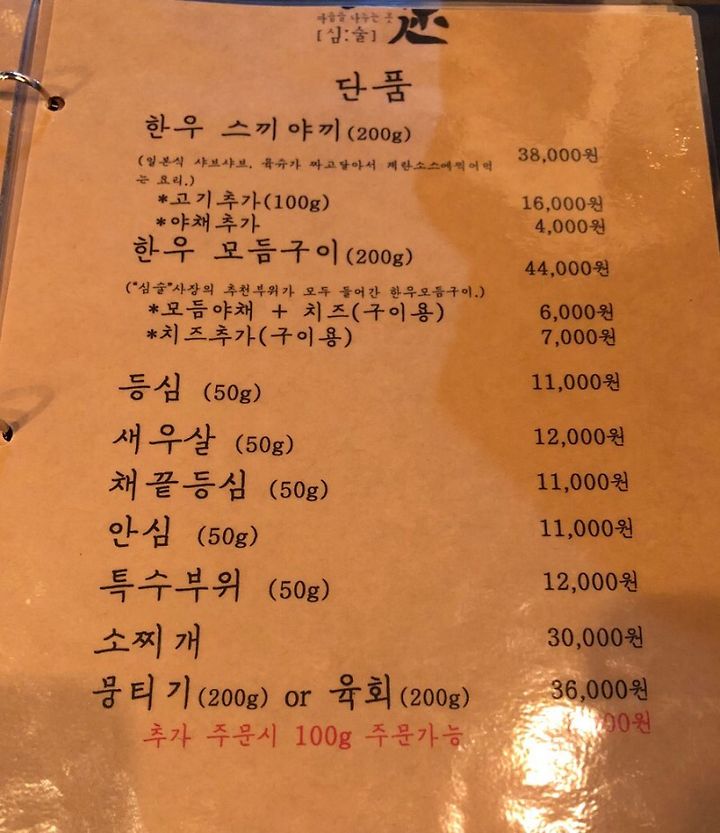 [심:술]
단품
한우 스끼야끼(200g) 38,000원
(일본식 샤브샤브. 육슈가 짜고달아서 계란소스에찍어먹
는 요리.)
*고기추가(100g) 16,000원
*야채추가 4,000원
한우 모듬구이(200g) 44,000원
("심술"사장의 추천부위가 모두 들어간 한우모듬구이.)
*모듬야채 + 치즈(구이용) 6,000원
*치즈추가(구이용) 7,000원
등심 (50g) 11,000원
새우살 (50g) 12,000원
채끝등심 (50g) 11,000원
안심 (50g) 11,000원
특수부위 (50g) 12,000원
소찌개 30,000원
뭉티기(200g) or 육회(200g) 36,000원
추가 주문시 100g 주문가능